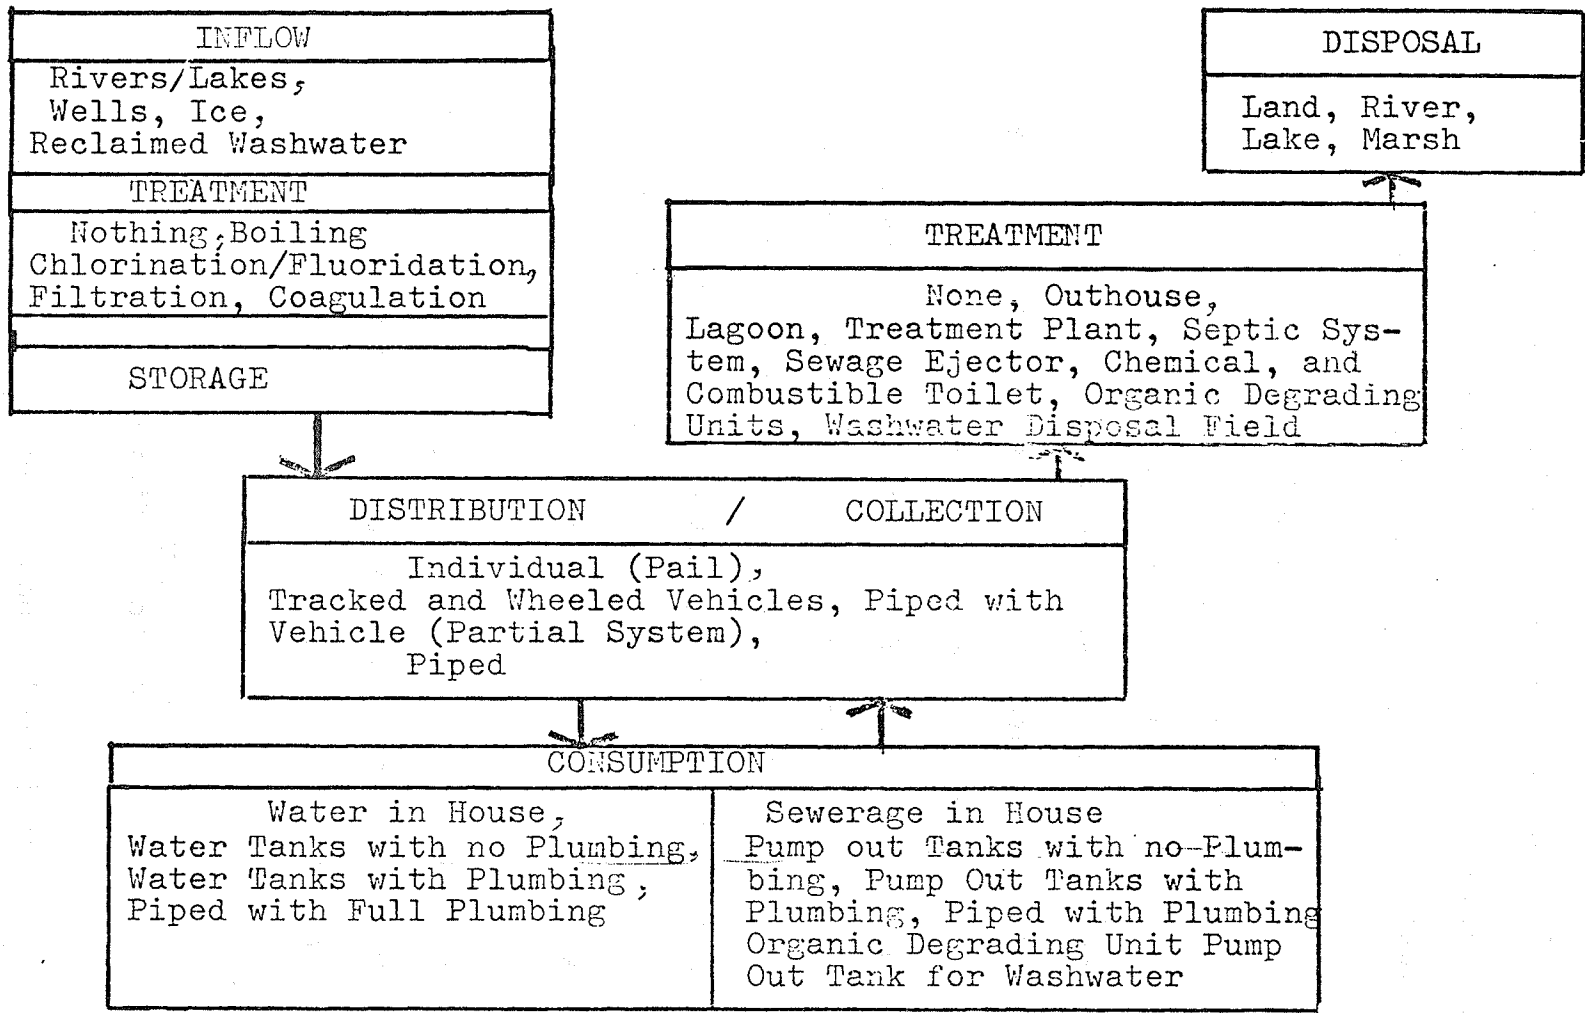 INFLOW
Rivers/Lakes,
Wells, Ice,
Reclaimed Washwater
TREATMENT
Nothing, Boiling
Chlorination/Fluoridation,
Filtration, Coagulation
STORAGE
DISPOSAL
Land, River,
Lake, Marsh
TREATMENT
None, Outhouse,
Lagoon, Treatment Plant, Septic Sys-
tem, Sewage Ejector, Chemical, and
Combustible Toilet, Organic Degrading
Units, Washwater Disposal Field
DISTRIBUTION / COLLECTION
Individual (Pail),
Tracked and Wheeled Vehicles, Piped with
Vehicle (Partial System),
Piped
CONSUMPTION
Water in House,
Water Tanks with no Plumbing,
Water Tanks with Plumbing,
Piped with Full Plumbing
Sewerage in House
Pump out Tanks with no Plum-
bing, Pump Out Tanks with
Plumbing, Piped with Plumbing
Organic Degrading Unit Pump
Out Tank for Washwater